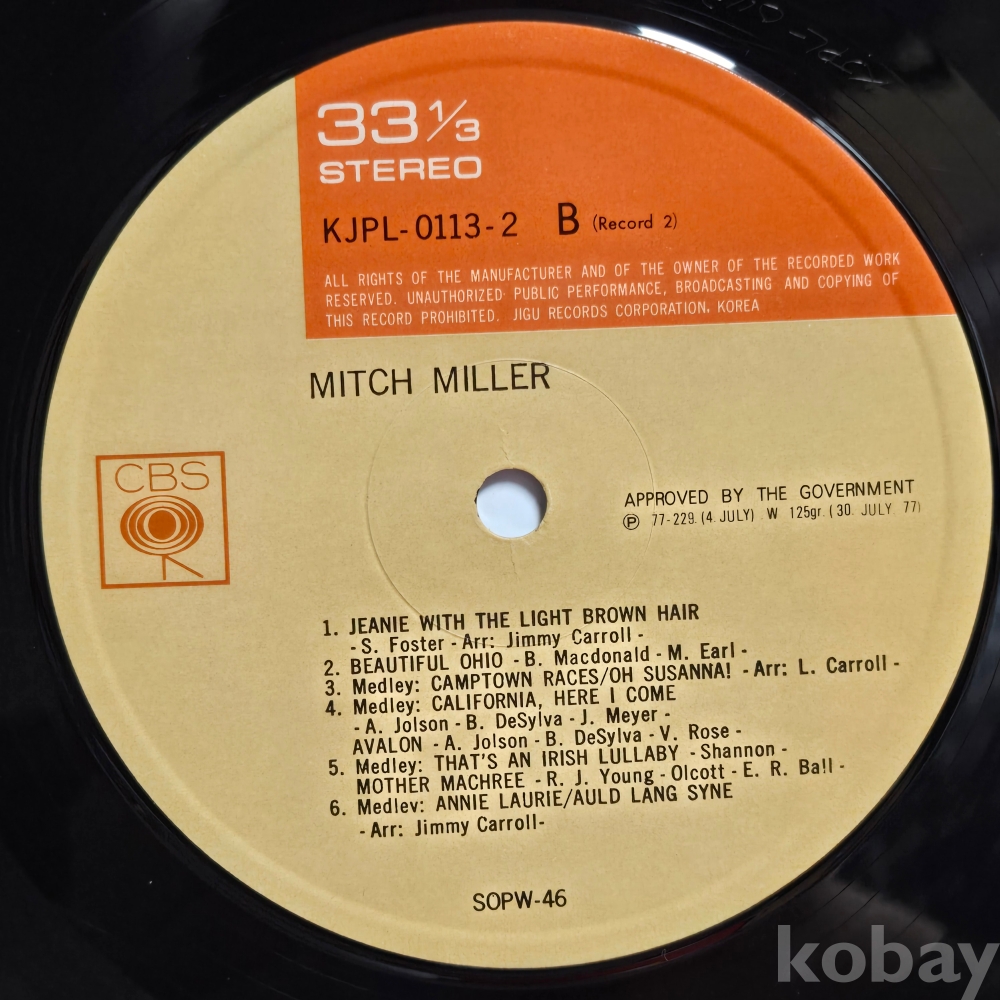 33 1/3
STEREO
KJPL-0113-2 B (Record 2)
ALL RIGHTS OF THE MANUFACTURER AND OF THE OWNER OF THE RECORDED WORK
RESERVED. UNAUTHORIZED PUBLIC PERFORMANCE, BROADCASTING AND COPYING OF
THIS RECORD PROHIBITED. JIGU RECORDS CORPORATION, KOREA
MITCH MILLER
CBS
APPROVED BY THE GOVERNMENT
Ⓟ 77-229. (4. JULY) W 125gr. (30. JULY 77)
1. JEANIE WITH THE LIGHT BROWN HAIR
- S. Foster - Arr: Jimmy Carroll -
2. BEAUTIFUL OHIO - B. Macdonald - M. Earl -
3. Medley: CAMPTOWN RACES/OH SUSANNA! - Arr: L. Carroll -
4. Medley: CALIFORNIA, HERE I COME
- A. Jolson - B. DeSylva - J. Meyer -
AVALON - A. Jolson - B. DeSylva - V. Rose -
5. Medley: THAT'S AN IRISH LULLABY - Shannon -
MOTHER MACHREE - R. J. Young - Olcott - E. R. Ball -
6. Medlev: ANNIE LAURIE/AULD LANG SYNE
- Arr: Jimmy Carroll-
SOPW-46
kobay